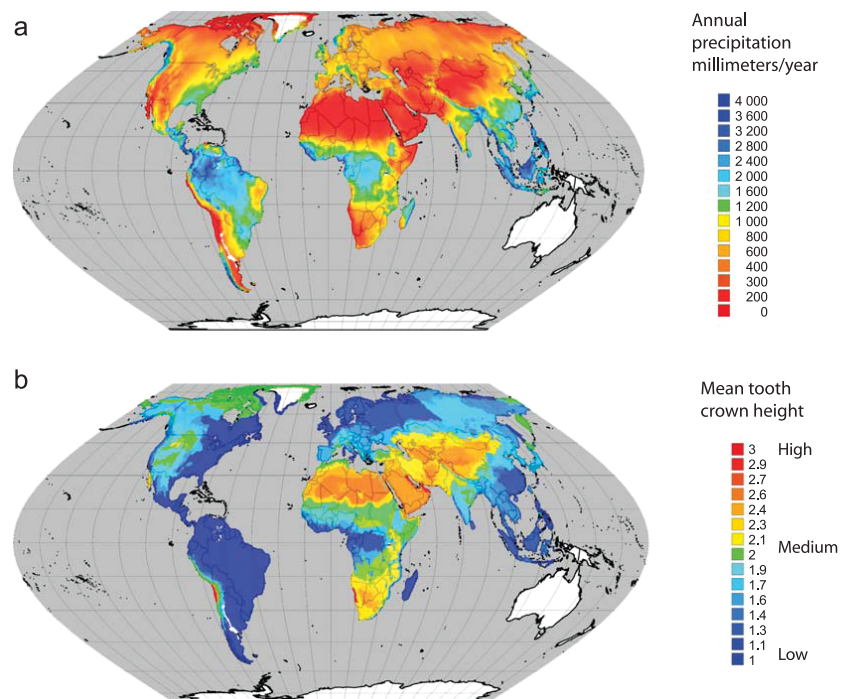 a
Annual
precipitation
millimeters/year
4 000
3 600
3 200
2 800
2 400
2 000
1 600
1200
1 000
800
600
400
300
200
0
b
Mean tooth
crown height
3 High
2.9
2.7
2.6
2.4
2.3
2.1
2 Medium
1.9
1.7
1.6
1.4
1.3
1.1
1 Low